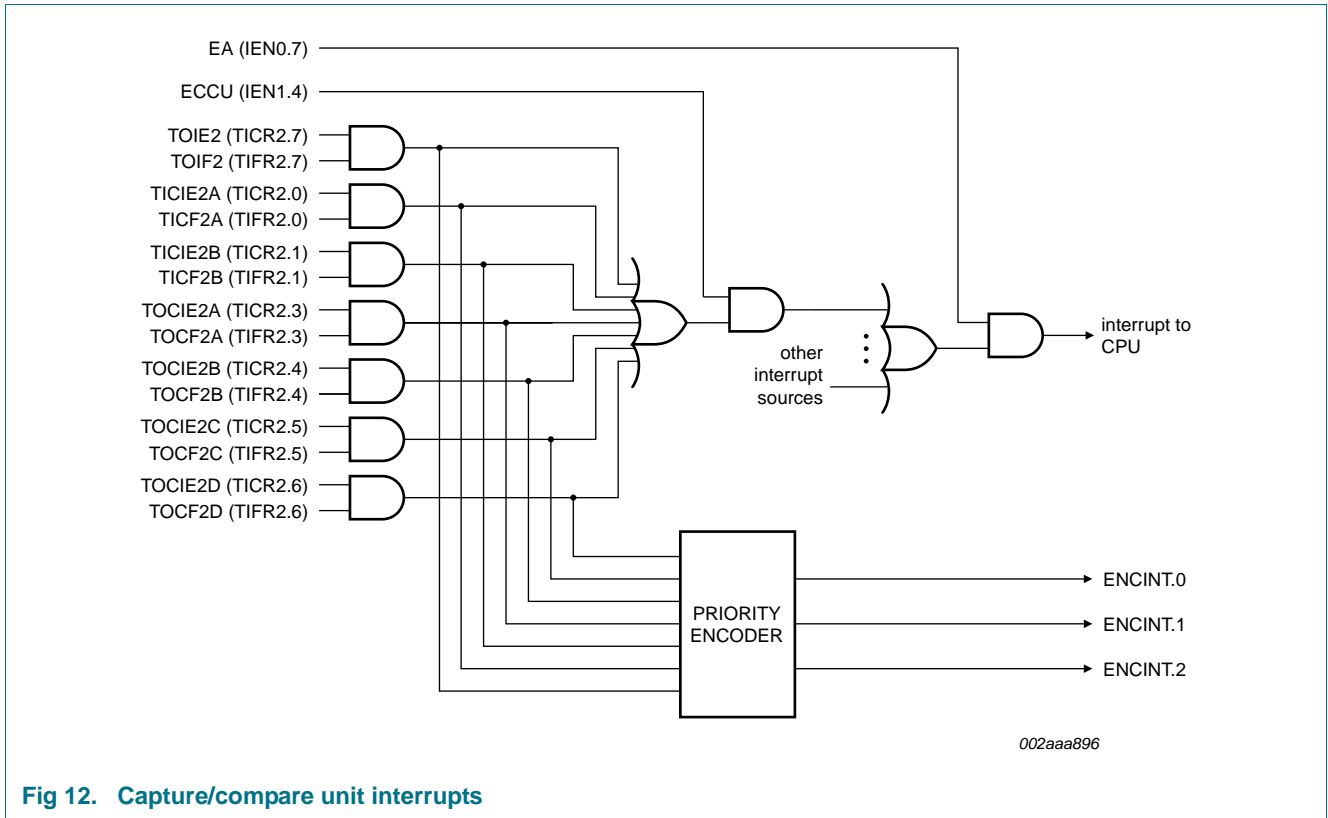 EA (IEN0.7)
ECCU (IEN1.4)
TOIE2 (TICR2.7)
TOIF2 (TIFR2.7)
TICIE2A (TICR2.0)
TICF2A (TIFR2.0)
TICIE2B (TICR2.1)
TICF2B (TIFR2.1)
TOCIE2A (TICR2.3)
TOCF2A (TIFR2.3)
TOCIE2B (TICR2.4)
TOCF2B (TIFR2.4)
TOCIE2C (TICR2.5)
TOCF2C (TIFR2.5)
TOCIE2D (TICR2.6)
TOCF2D (TIFR2.6)
other
interrupt
sources
interrupt to
CPU
PRIORITY
ENCODER
ENCINT.0
ENCINT.1
ENCINT.2
002aaa896
Fig 12. Capture/compare unit interrupts